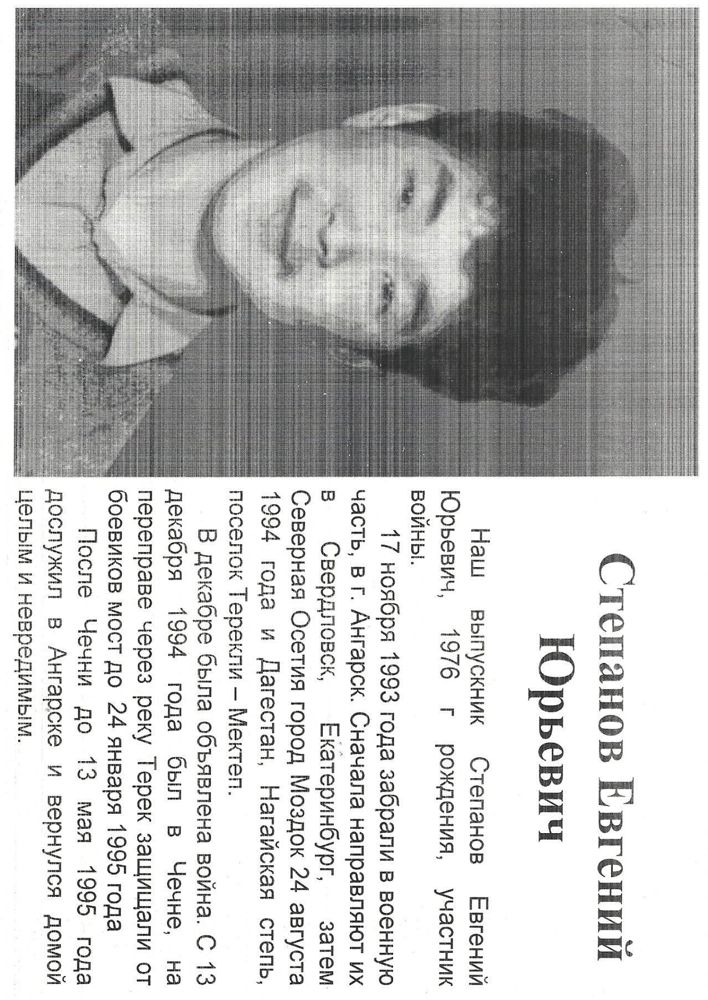 Степанов Евгений
Юрьевич
Наш выпускник Степанов Евгений
Юрьевич, 1976 г рождения, участник
войны.
17 ноября 1993 года забрали в военную
часть, в г. Ангарск. Сначала направляют их
в Свердловск, Екатеринбург, затем
Северная Осетия город Моздок 24 августа
1994 года и Дагестан, Нагайская степь,
поселок Терекли – Мектеп.
В декабре была объявлена война. С 13
декабря 1994 года был в Чечне, на
переправе через реку Терек защищали от
боевиков мост до 24 января 1995 года
После Чечни до 13 мая 1995 года
дослужил в Ангарске и вернулся домой
целым и невредимым.